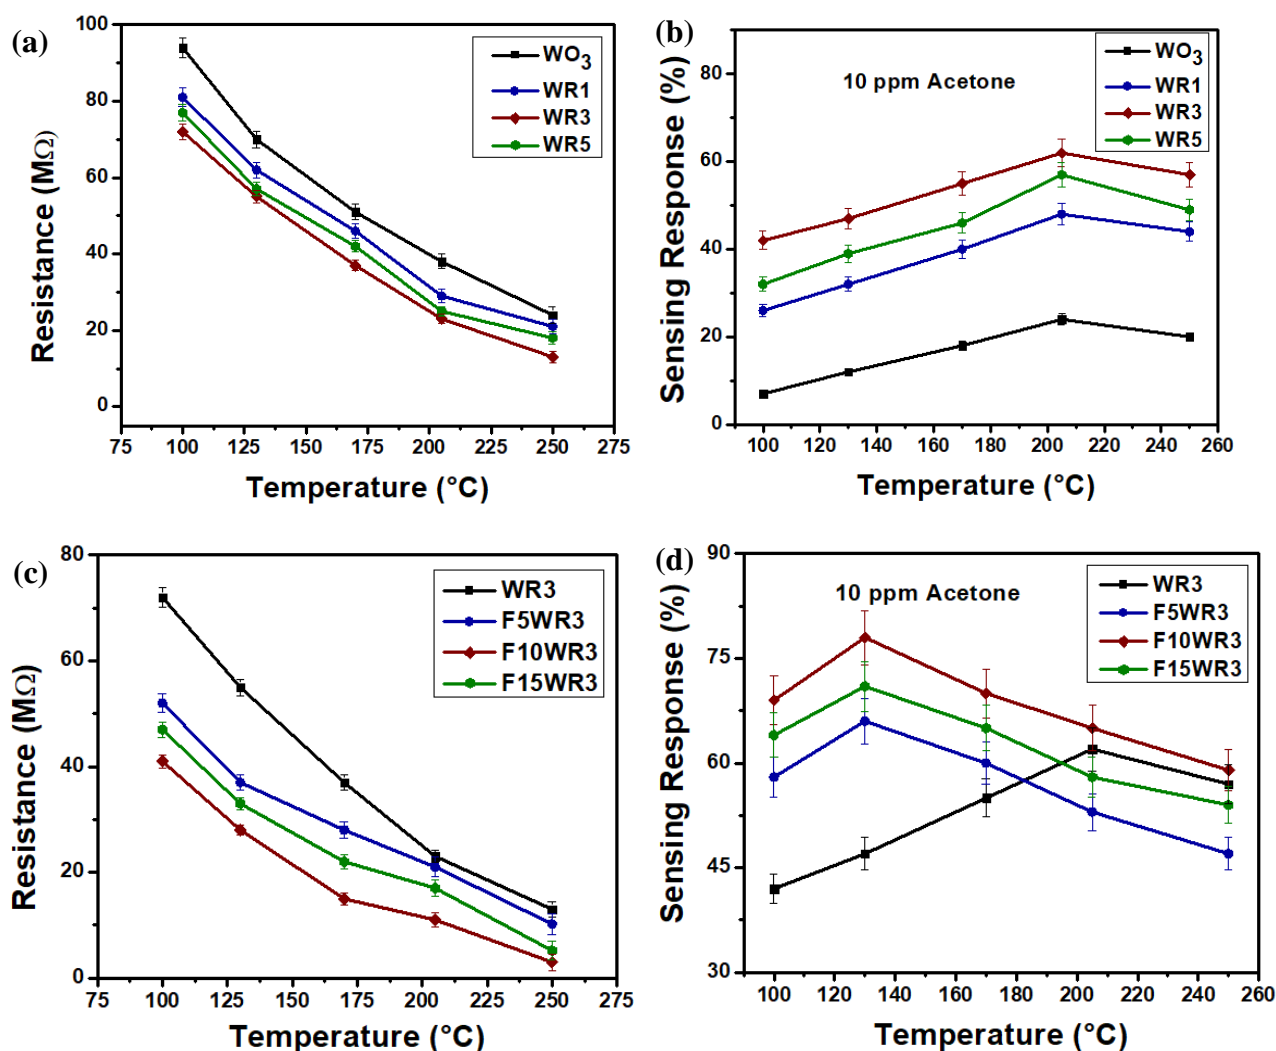 (a)
100
80
60
40
20
0
Resistance (MΩ)
WO3
WR1
WR3
WR5
75 100 125 150 175 200 225 250 275
Temperature (°C)
(b)
80
60
40
20
0
Sensing Response (%)
10 ppm Acetone
WO3
WR1
WR3
WR5
100 120 140 160 180 200 220 240 260
Temperature (°C)
(c)
80
60
40
20
0
Resistance (MΩ)
WR3
F5WR3
F10WR3
F15WR3
75 100 125 150 175 200 225 250 275
Temperature (°C)
(d)
90
75
60
45
30
Sensing Response (%)
10 ppm Acetone
WR3
F5WR3
F10WR3
F15WR3
100 120 140 160 180 200 220 240 260
Temperature (°C)